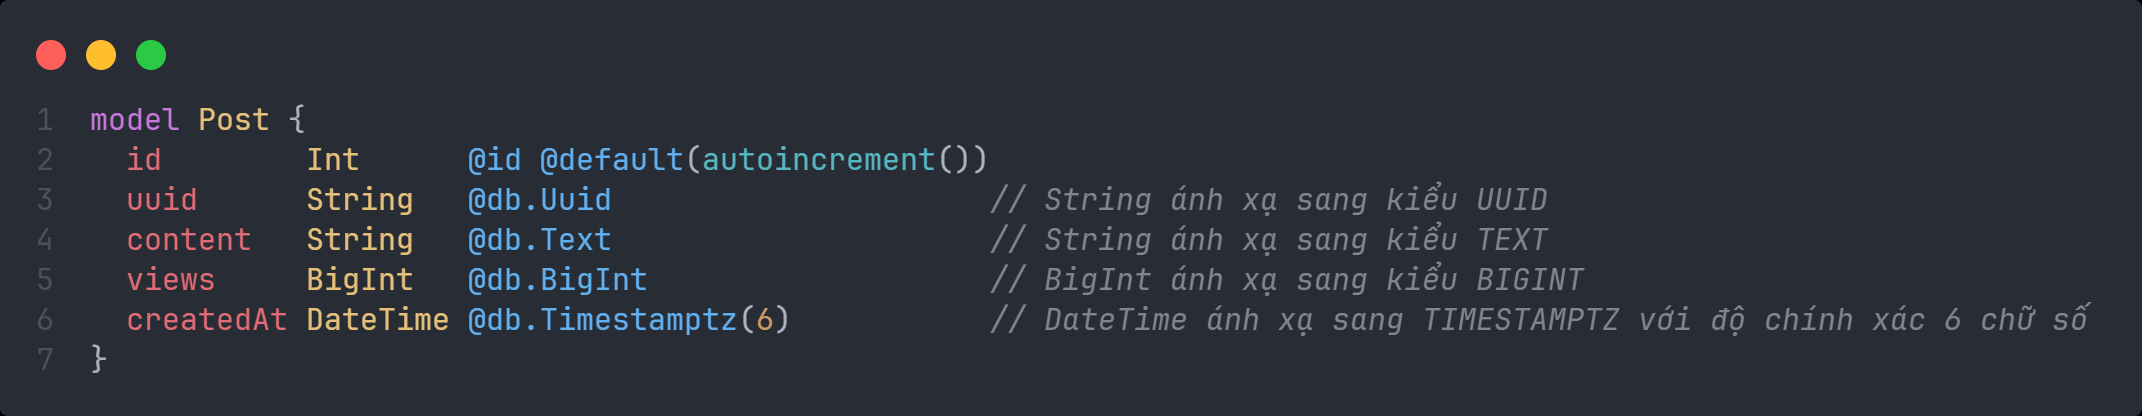 1 model Post {
2   id        Int      @id @default(autoincrement())
3   uuid      String   @db.Uuid                     // String ánh xạ sang kiểu UUID
4   content   String   @db.Text                     // String ánh xạ sang kiểu TEXT
5   views     BigInt   @db.BigInt                   // BigInt ánh xạ sang kiểu BIGINT
6   createdAt DateTime @db.Timestamptz(6)           // DateTime ánh xạ sang TIMESTAMPTZ với độ chính xác 6 chữ số
7 }